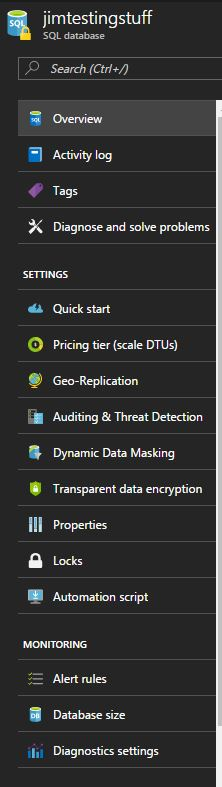 jimtestingstuff
SQL database
Search (Ctrl+/)
SQL Overview
Activity log
Tags
Diagnose and solve problems
SETTINGS
Quick start
Pricing tier (scale DTUs)
Geo-Replication
Auditing & Threat Detection
Dynamic Data Masking
Transparent data encryption
Properties
Locks
Automation script
MONITORING
Alert rules
DB Database size
Diagnostics settings